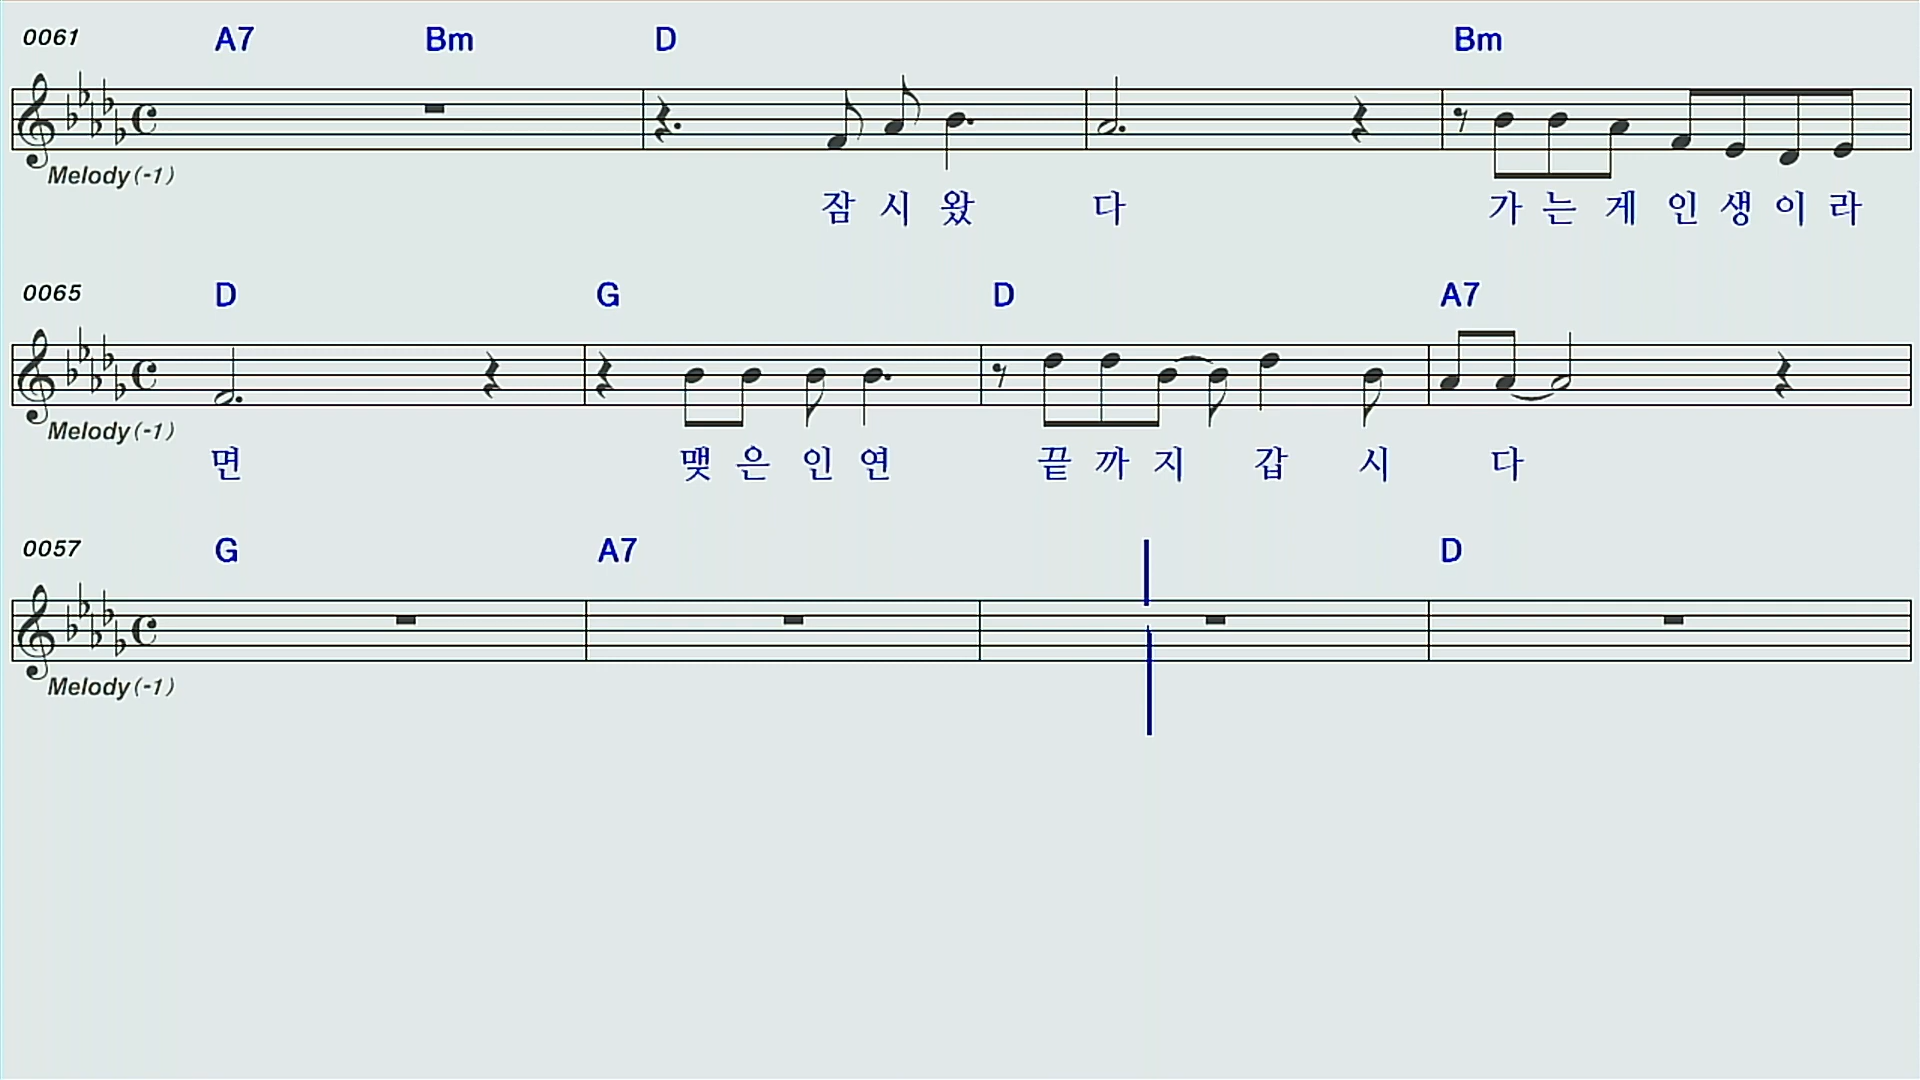 0061 A7 Bm D Bm
Melody(-1)
잠 시 왔 다 가 는 게 인 생 이 라
0065 D G D A7
Melody(-1)
면 맺 은 인 연 끝 까 지 갑 시 다
0057 G A7 D
Melody(-1)